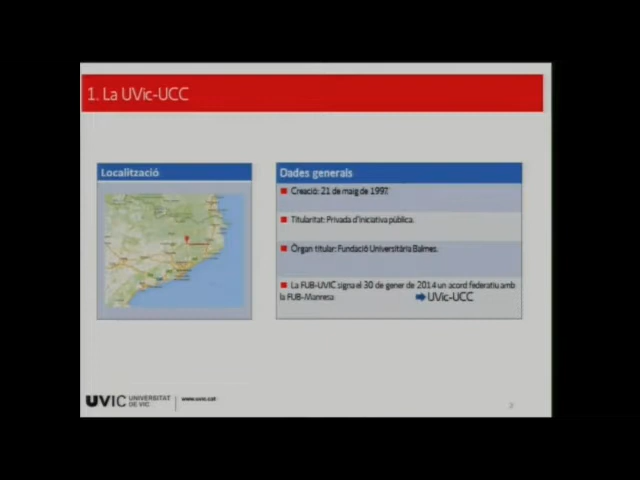 1. La UVic-UCC
Localització
Dades generals
Creació: 21 de maig de 1997.
Titularitat: Privada d'iniciativa pública.
Òrgan titular: Fundació Universitària Balmes.
La FUB-UVIC signa el 30 de gener de 2014 un acord federatiu amb
la FUB-Manresa
UVic-UCC
UVIC UNIVERSITAT
DE VIC
www.uvic.cat